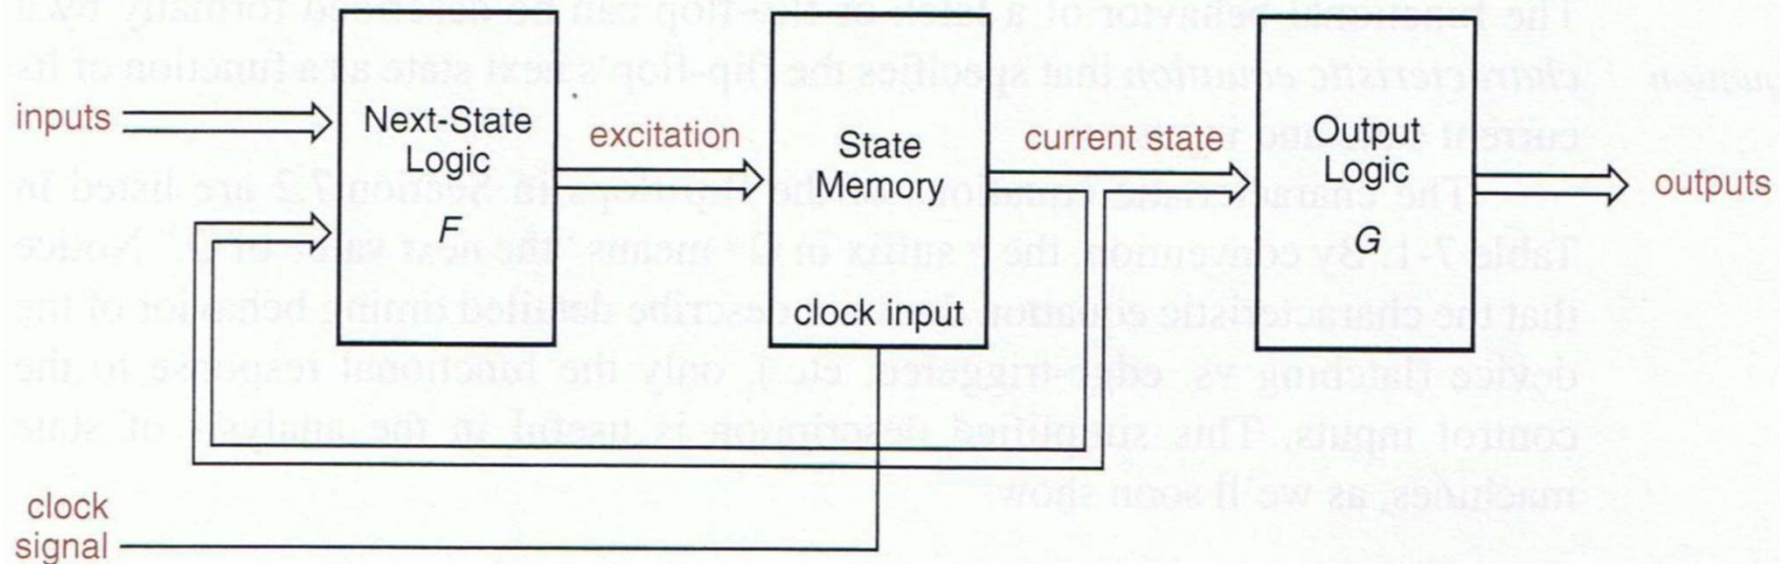 inputs
Next-State
Logic
F
excitation
State
Memory
clock input
current state
Output
Logic
G
outputs
clock
signal